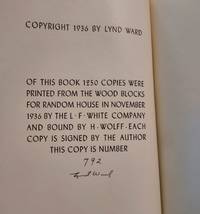 COPYRIGHT 1936 BY LYND WARD
OF THIS BOOK 1250 COPIES WERE
PRINTED FROM THE WOOD BLOCKS
FOR RANDOM HOUSE IN NOVEMBER
1936 BY THE L·F·WHITE COMPANY
AND BOUND BY H·WOLFF·EACH
COPY IS SIGNED BY THE AUTHOR
THIS COPY IS NUMBER
792
Lynd Ward